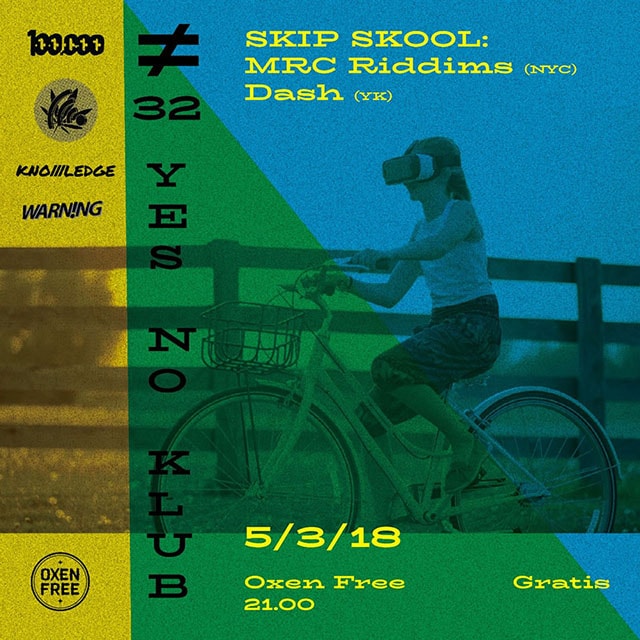 100.000
KNO////LEDGE
WARN!NG
OXEN
FREE
≠
32
YES
NO
KLUB
SKIP SKOOL:
MRC Riddims (NYC)
Dash (YK)
5/3/18
Oxen Free
21.00
Gratis